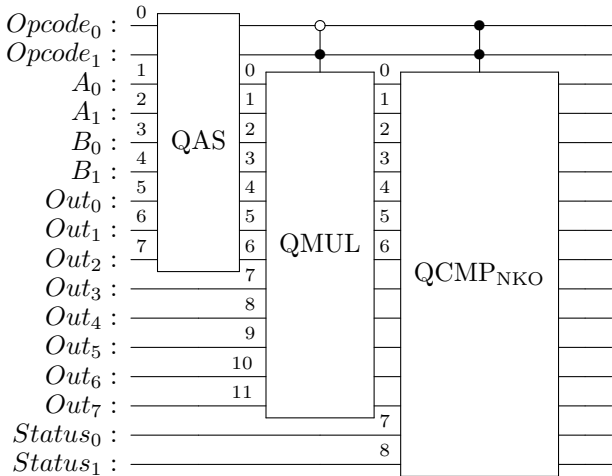 Opcode₀ : 0
Opcode₁ :
A₀ : 1 0 0
A₁ : 2 1 1
B₀ : 3 QAS 2 2
B₁ : 4 3 3
Out₀ : 5 4 4
Out₁ : 6 5 5
Out₂ : 7 6 QMUL 6
Out₃ : 7 QCMP_NKO
Out₄ : 8
Out₅ : 9
Out₆ : 10
Out₇ : 11
Status₀ : 7
Status₁ : 8